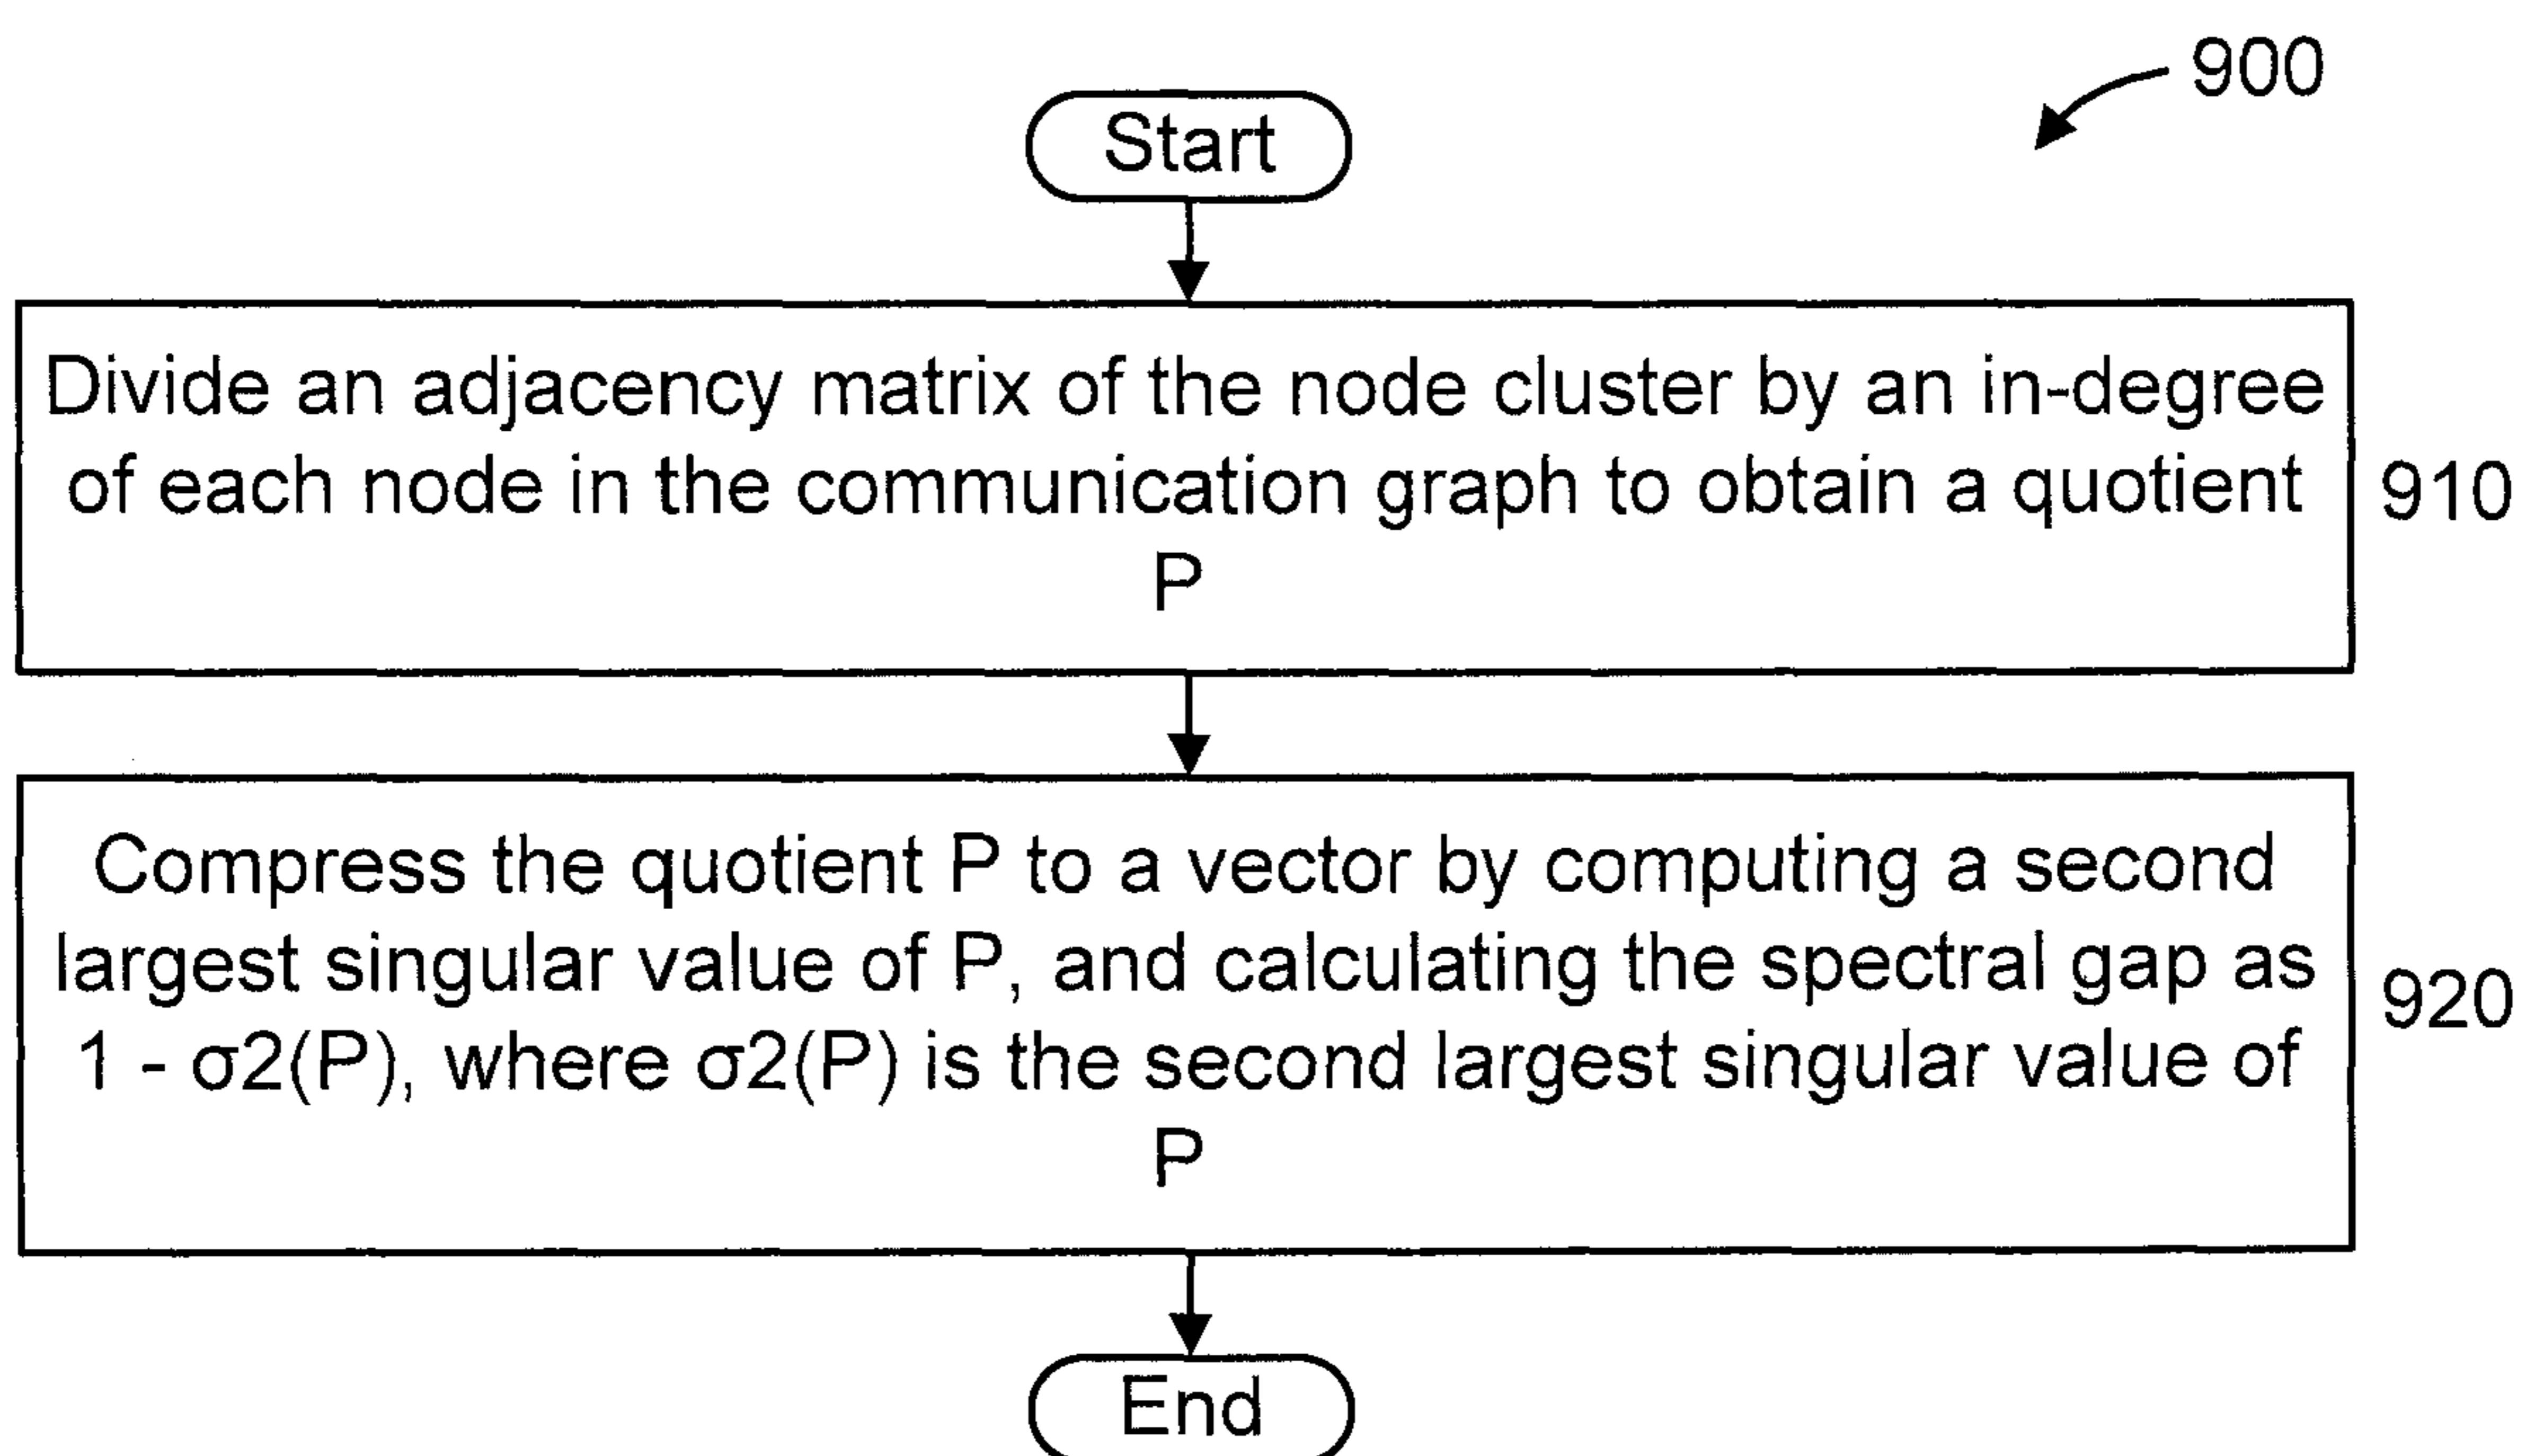 900
Start
Divide an adjacency matrix of the node cluster by an in-degree
of each node in the communication graph to obtain a quotient
P
910
Compress the quotient P to a vector by computing a second
largest singular value of P, and calculating the spectral gap as
1 - σ2(P), where σ2(P) is the second largest singular value of
P
920
End